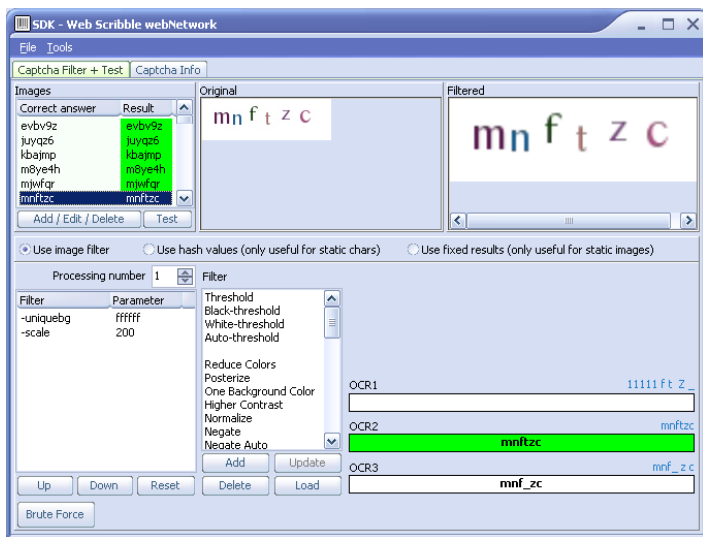 SDK - Web Scribble webNetwork
File Tools
Captcha Filter + Test Captcha Info
Images Original Filtered
Correct answer Result
evbv9z evbv9z
juyqz6 juyqz6
kbajmp kbajmp
m8ye4h m8ye4h
mjwfqr mjwfqr
mnftzc mnftzc
m n f t z c
m n f t z c
Add / Edit / Delete Test
Use image filter Use hash values (only useful for static chars) Use fixed results (only useful for static images)
Processing number 1 Filter
Filter Parameter
-uniquebg ffffff
-scale 200
Threshold
Black-threshold
White-threshold
Auto-threshold
Reduce Colors
Posterize
One Background Color
Higher Contrast
Normalize
Negate
Negate Auto
OCR1 11111 f t Z _
OCR2 mnftzc
mnftzc
OCR3 mnf_ z c
mnf_zc
Add Update
Up Down Reset Delete Load
Brute Force